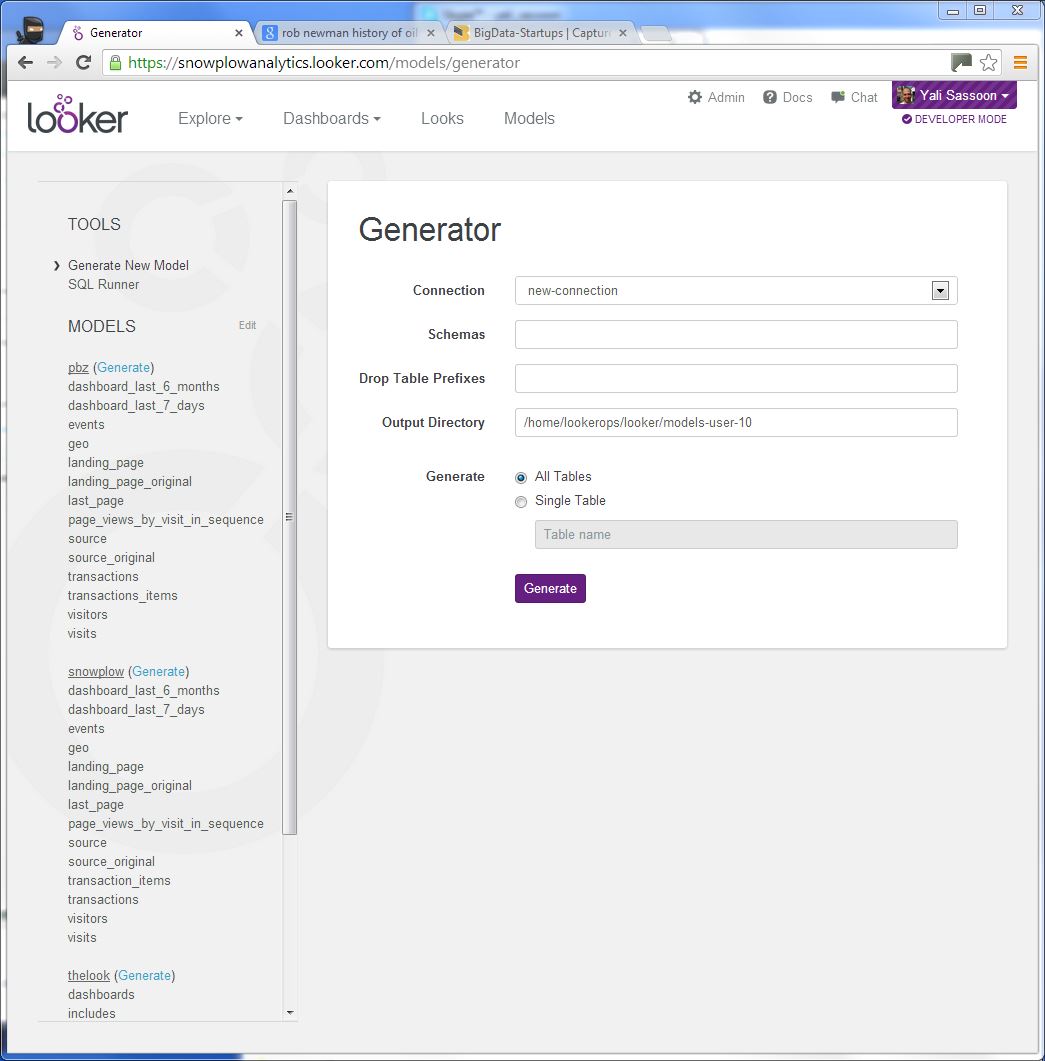 Generator
rob newman history of oil
BigData-Startups | Captur
https://snowplowanalytics.looker.com/models/generator
looker
Explore
Dashboards
Looks
Models
Admin
Docs
Chat
Yali Sassoon
DEVELOPER MODE
TOOLS
Generate New Model
SQL Runner
MODELS
Edit
pbz (Generate)
dashboard_last_6_months
dashboard_last_7_days
events
geo
landing_page
landing_page_original
last_page
page_views_by_visit_in_sequence
source
source_original
transactions
transactions_items
visitors
visits
snowplow (Generate)
dashboard_last_6_months
dashboard_last_7_days
events
geo
landing_page
landing_page_original
last_page
page_views_by_visit_in_sequence
source
source_original
transaction_items
transactions
visitors
visits
thelook (Generate)
dashboards
includes
Generator
Connection
new-connection
Schemas
Drop Table Prefixes
Output Directory
/home/lookerops/looker/models-user-10
Generate
All Tables
Single Table
Table name
Generate